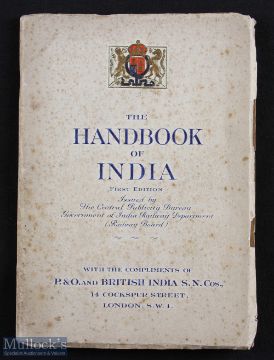 THE
HANDBOOK
OF
INDIA
FIRST EDITION
Issued by
The Central Publicity Bureau
Government of India Railway Department
(Railway Board)
WITH THE COMPLIMENTS OF
P.&O. AND BRITISH INDIA S.N. COS.,
14 COCKSPUR STREET,
LONDON, S.W.1.
Mullock's